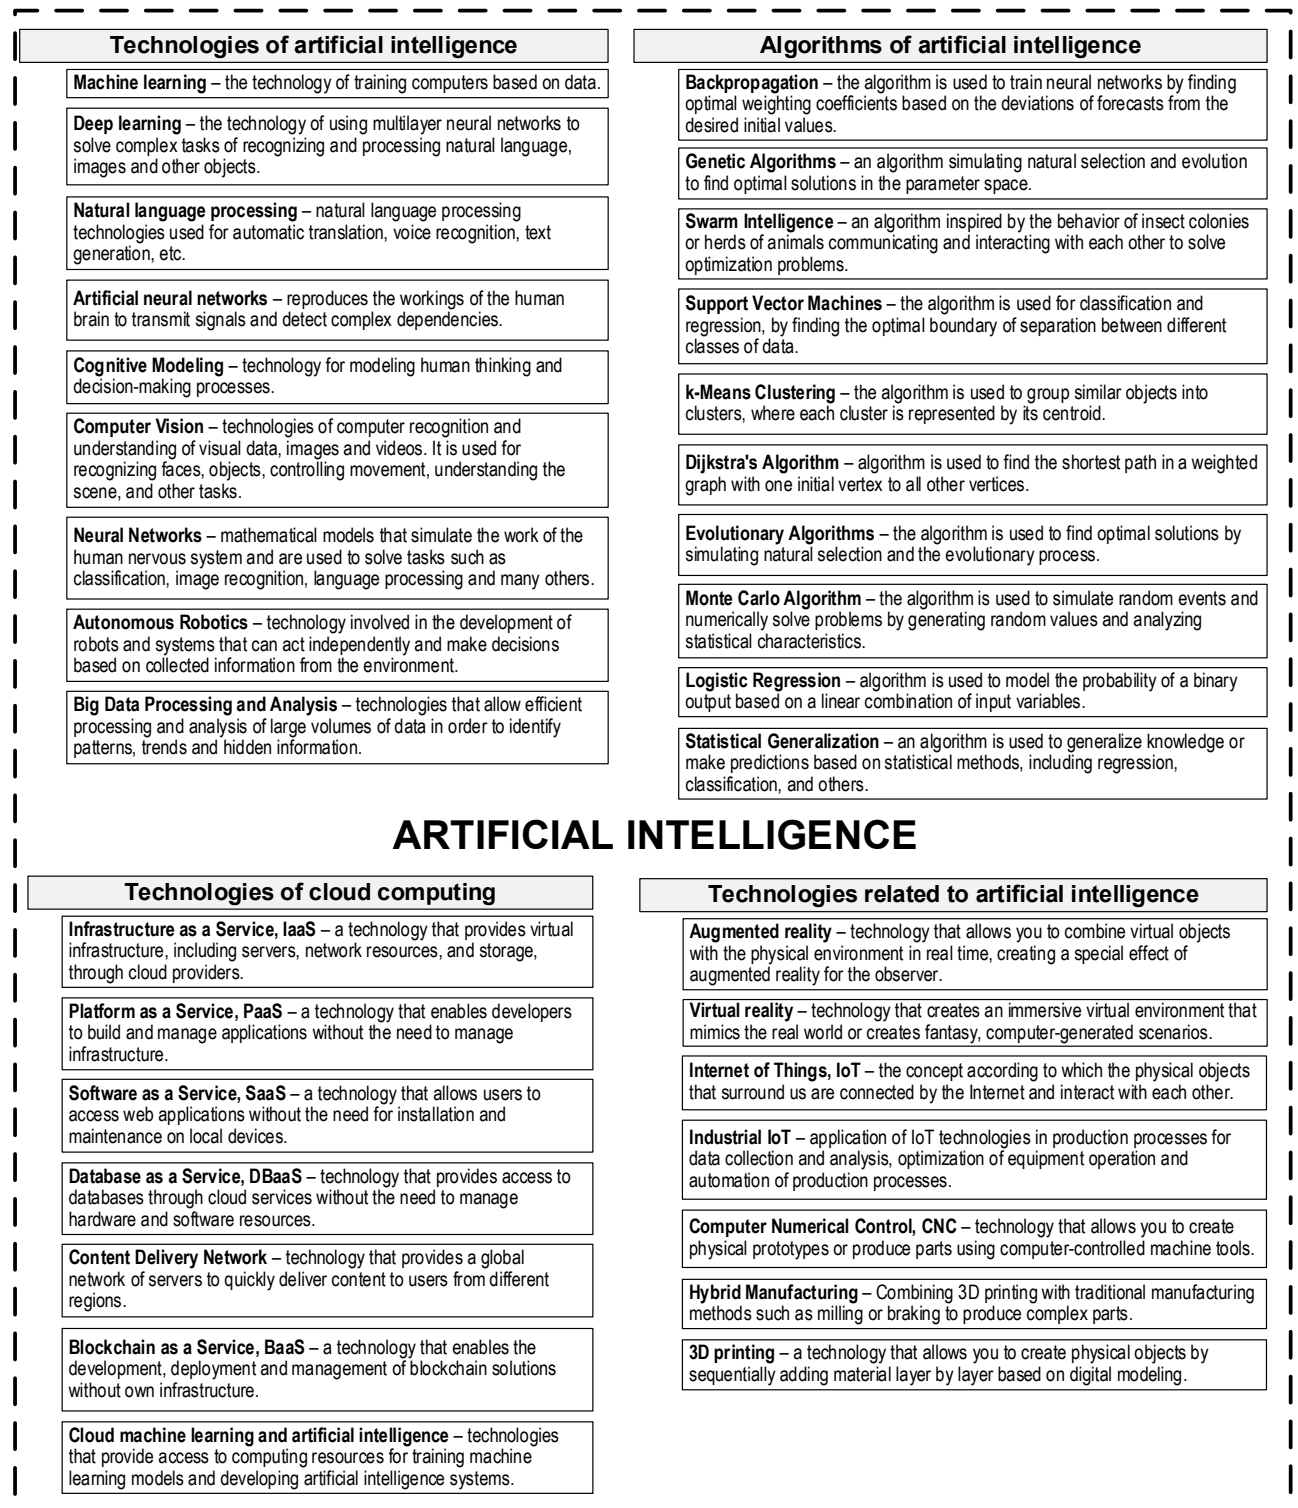 Technologies of artificial intelligence
Machine learning – the technology of training computers based on data.
Deep learning – the technology of using multilayer neural networks to
solve complex tasks of recognizing and processing natural language,
images and other objects.
Natural language processing – natural language processing
technologies used for automatic translation, voice recognition, text
generation, etc.
Artificial neural networks – reproduces the workings of the human
brain to transmit signals and detect complex dependencies.
Cognitive Modeling – technology for modeling human thinking and
decision-making processes.
Computer Vision – technologies of computer recognition and
understanding of visual data, images and videos. It is used for
recognizing faces, objects, controlling movement, understanding the
scene, and other tasks.
Neural Networks – mathematical models that simulate the work of the
human nervous system and are used to solve tasks such as
classification, image recognition, language processing and many others.
Autonomous Robotics – technology involved in the development of
robots and systems that can act independently and make decisions
based on collected information from the environment.
Big Data Processing and Analysis – technologies that allow efficient
processing and analysis of large volumes of data in order to identify
patterns, trends and hidden information.
Algorithms of artificial intelligence
Backpropagation – the algorithm is used to train neural networks by finding
optimal weighting coefficients based on the deviations of forecasts from the
desired initial values.
Genetic Algorithms – an algorithm simulating natural selection and evolution
to find optimal solutions in the parameter space.
Swarm Intelligence – an algorithm inspired by the behavior of insect colonies
or herds of animals communicating and interacting with each other to solve
optimization problems.
Support Vector Machines – the algorithm is used for classification and
regression, by finding the optimal boundary of separation between different
classes of data.
k-Means Clustering – the algorithm is used to group similar objects into
clusters, where each cluster is represented by its centroid.
Dijkstra's Algorithm – algorithm is used to find the shortest path in a weighted
graph with one initial vertex to all other vertices.
Evolutionary Algorithms – the algorithm is used to find optimal solutions by
simulating natural selection and the evolutionary process.
Monte Carlo Algorithm – the algorithm is used to simulate random events and
numerically solve problems by generating random values and analyzing
statistical characteristics.
Logistic Regression – algorithm is used to model the probability of a binary
output based on a linear combination of input variables.
Statistical Generalization – an algorithm is used to generalize knowledge or
make predictions based on statistical methods, including regression,
classification, and others.
ARTIFICIAL INTELLIGENCE
Technologies of cloud computing
Infrastructure as a Service, IaaS – a technology that provides virtual
infrastructure, including servers, network resources, and storage,
through cloud providers.
Platform as a Service, PaaS – a technology that enables developers
to build and manage applications without the need to manage
infrastructure.
Software as a Service, SaaS – a technology that allows users to
access web applications without the need for installation and
maintenance on local devices.
Database as a Service, DBaaS – technology that provides access to
databases through cloud services without the need to manage
hardware and software resources.
Content Delivery Network – technology that provides a global
network of servers to quickly deliver content to users from different
regions.
Blockchain as a Service, BaaS – a technology that enables the
development, deployment and management of blockchain solutions
without own infrastructure.
Cloud machine learning and artificial intelligence – technologies
that provide access to computing resources for training machine
learning models and developing artificial intelligence systems.
Technologies related to artificial intelligence
Augmented reality – technology that allows you to combine virtual objects
with the physical environment in real time, creating a special effect of
augmented reality for the observer.
Virtual reality – technology that creates an immersive virtual environment that
mimics the real world or creates fantasy, computer-generated scenarios.
Internet of Things, IoT – the concept according to which the physical objects
that surround us are connected by the Internet and interact with each other.
Industrial IoT – application of IoT technologies in production processes for
data collection and analysis, optimization of equipment operation and
automation of production processes.
Computer Numerical Control, CNC – technology that allows you to create
physical prototypes or produce parts using computer-controlled machine tools.
Hybrid Manufacturing – Combining 3D printing with traditional manufacturing
methods such as milling or braking to produce complex parts.
3D printing – a technology that allows you to create physical objects by
sequentially adding material layer by layer based on digital modeling.